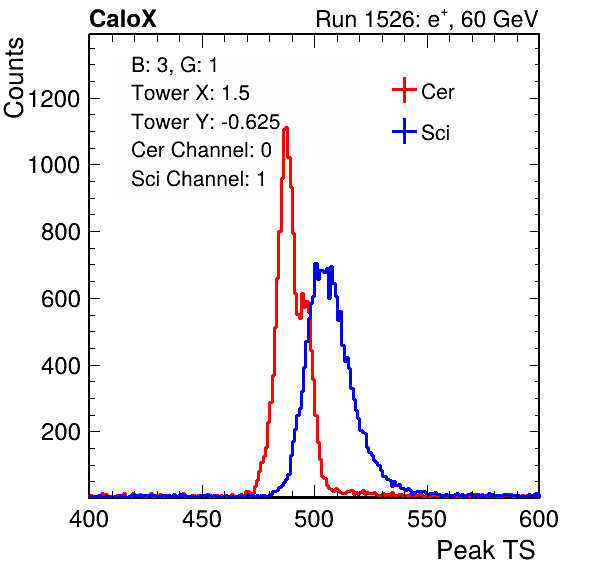 CaloX Run 1526: e⁺, 60 GeV
Counts
B: 3, G: 1
Tower X: 1.5
Tower Y: -0.625
Cer Channel: 0
Sci Channel: 1
Cer
Sci
1200
1000
800
600
400
200
400 450 500 550 600
Peak TS